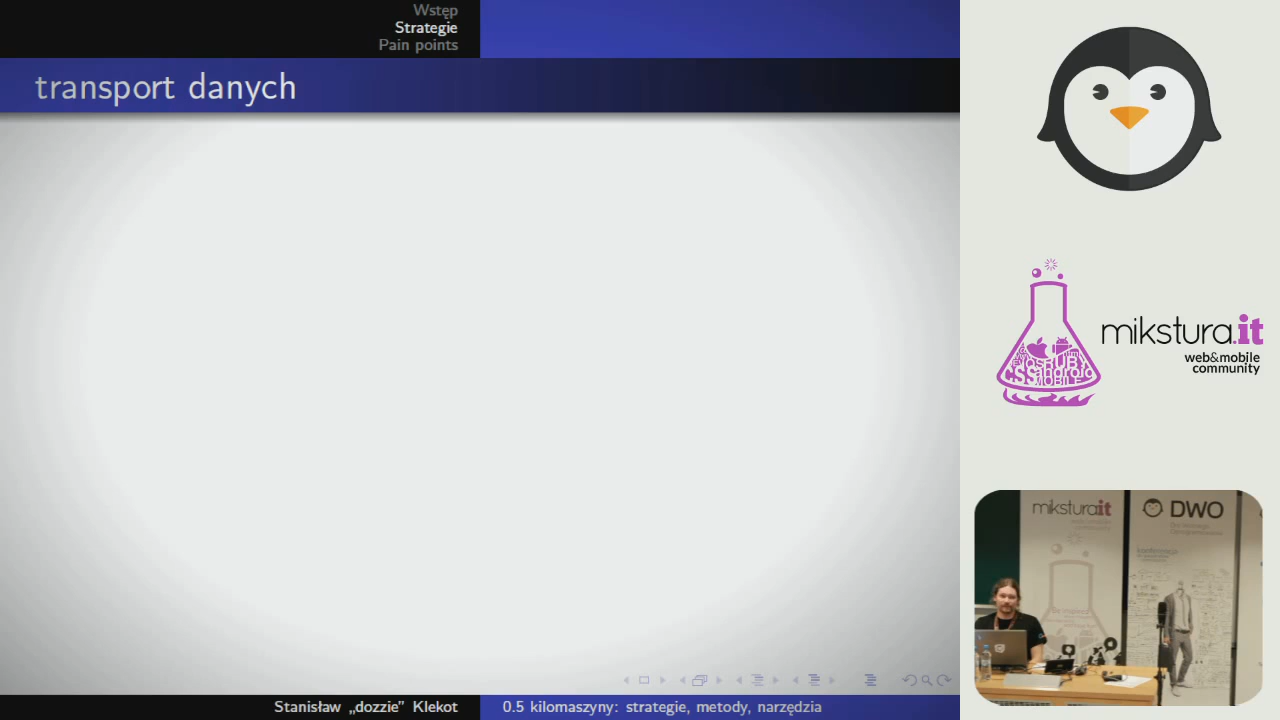 Wstęp
Strategie
Pain points
transport danych
mikstura.it
web&mobile
community
mikstura.it
DWO
Stanisław „dozzie” Klekot
0.5 kilomaszyny: strategie, metody, narzędzia